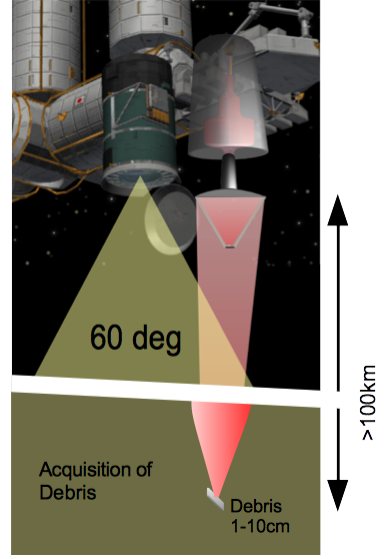 60 deg
>100km
Acquisition of
Debris
Debris
1-10cm